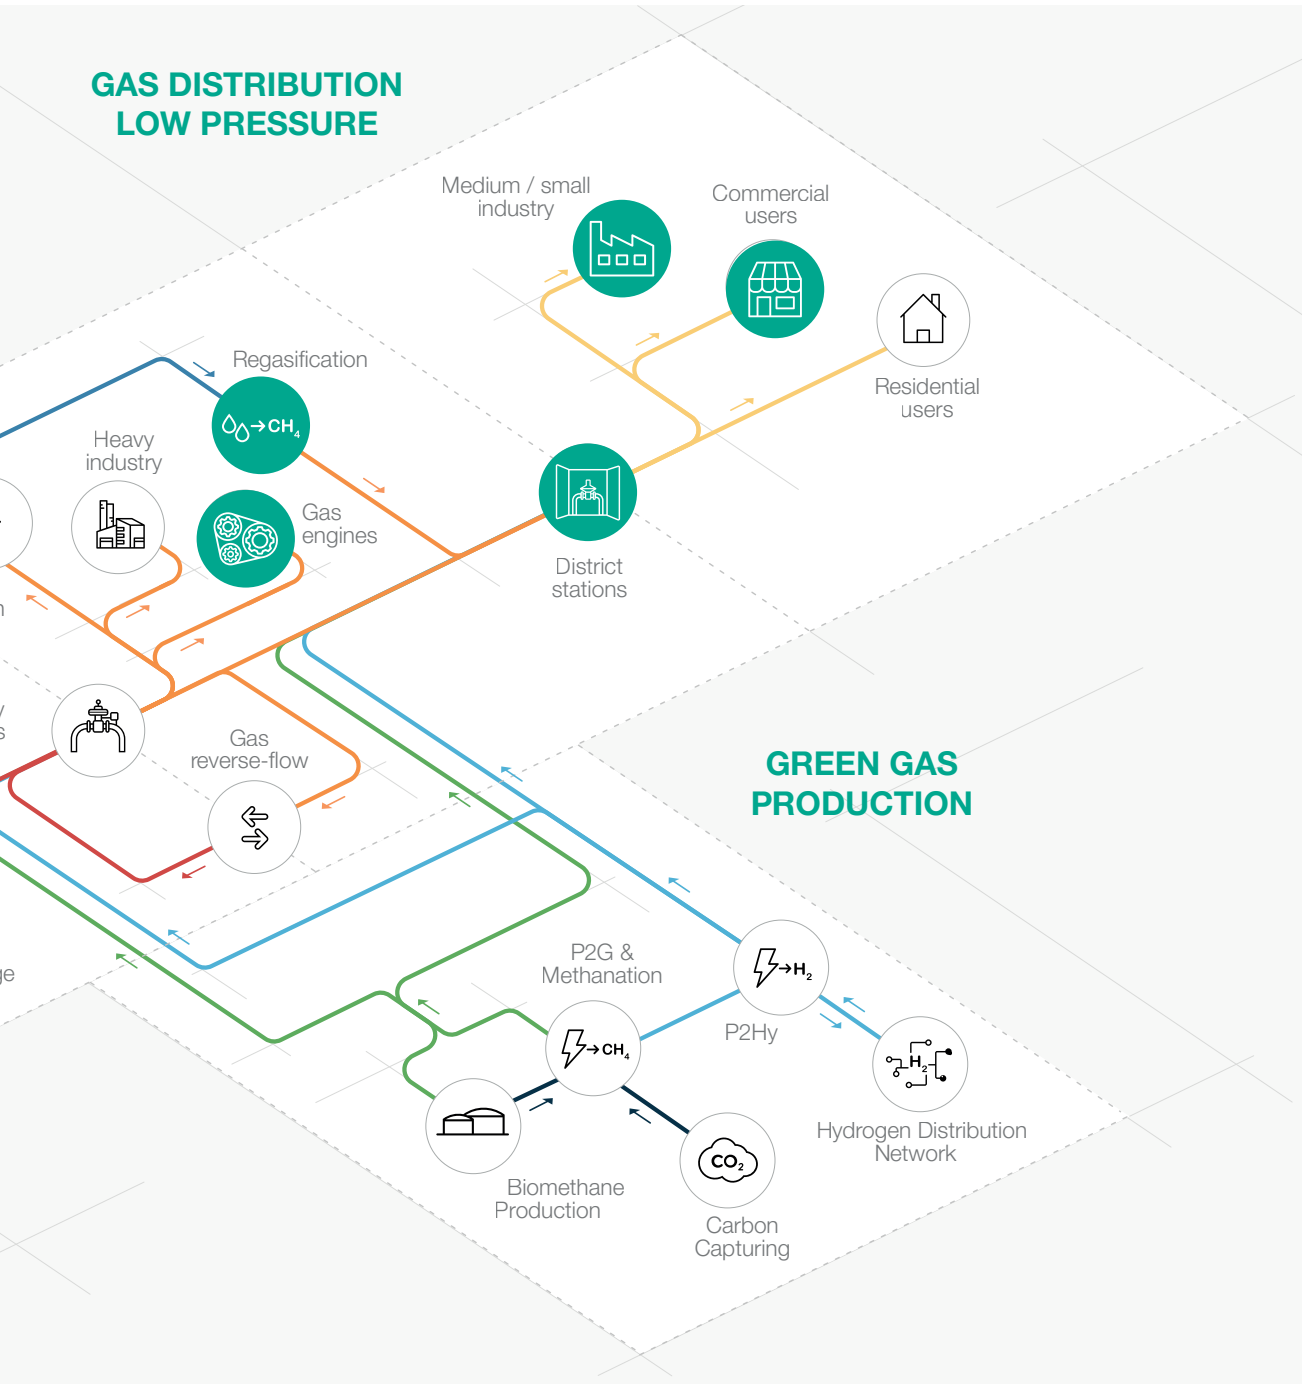 GAS DISTRIBUTION
LOW PRESSURE
Medium / small
industry
Commercial
users
Residential
users
Regasification
→CH4
Heavy
industry
Gas
engines
District
stations
Gas
reverse-flow
GREEN GAS
PRODUCTION
P2G &
Methanation
→CH4
→H2
P2Hy
H2
Hydrogen Distribution
Network
Biomethane
Production
CO2
Carbon
Capturing